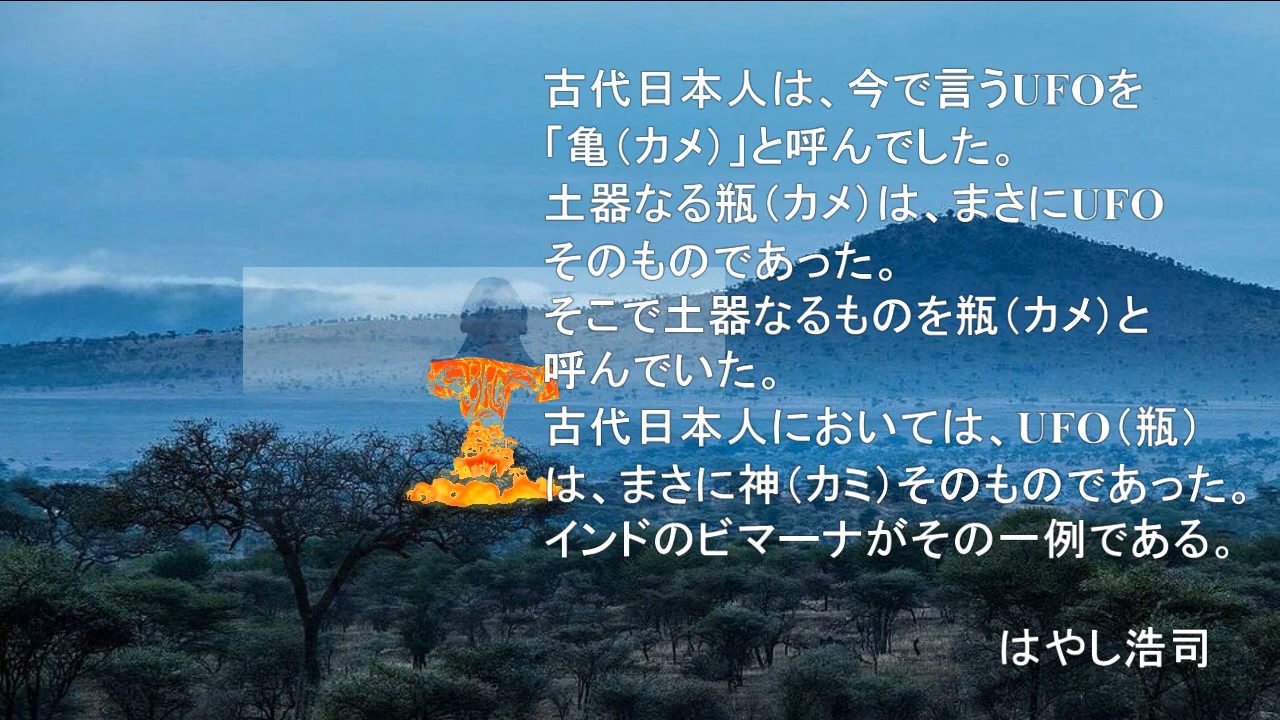 古代日本人は、今で言うUFOを
「亀（カメ）」と呼んでした。
土器なる瓶（カメ）は、まさにUFO
そのものであった。
そこで土器なるものを瓶（カメ）と
呼んでいた。
古代日本人においては、UFO（瓶）
は、まさに神（カミ）そのものであった。
インドのビマーナがその一例である。
はやし浩司